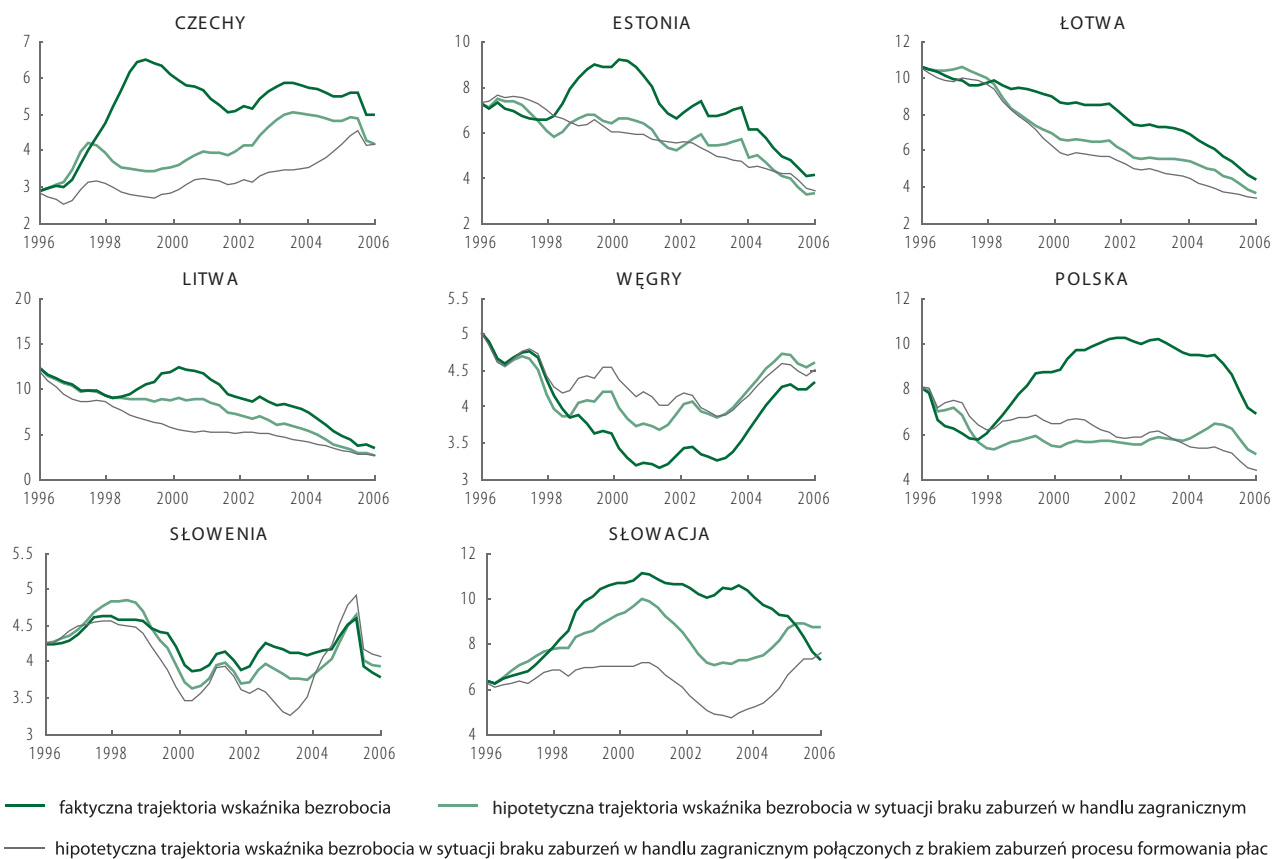 CZECHY
7
6
5
4
3
2
1996 1998 2000 2002 2004 2006
ESTONIA
10
8
6
4
2
1996 1998 2000 2002 2004 2006
ŁOTWA
12
10
8
6
4
2
1996 1998 2000 2002 2004 2006
LITWA
20
15
10
5
0
1996 1998 2000 2002 2004 2006
WĘGRY
5.5
5
4.5
4
3.5
3
1996 1998 2000 2002 2004 2006
POLSKA
12
10
8
6
4
1996 1998 2000 2002 2004 2006
SŁOWENIA
5.5
5
4.5
4
3.5
3
1996 1998 2000 2002 2004 2006
SŁOWACJA
12
10
8
6
4
1996 1998 2000 2002 2004 2006
faktyczna trajektoria wskaźnika bezrobocia
hipotetyczna trajektoria wskaźnika bezrobocia w sytuacji braku zaburzeń w handlu zagranicznym
hipotetyczna trajektoria wskaźnika bezrobocia w sytuacji braku zaburzeń w handlu zagranicznym połączonych z brakiem zaburzeń procesu formowania płac